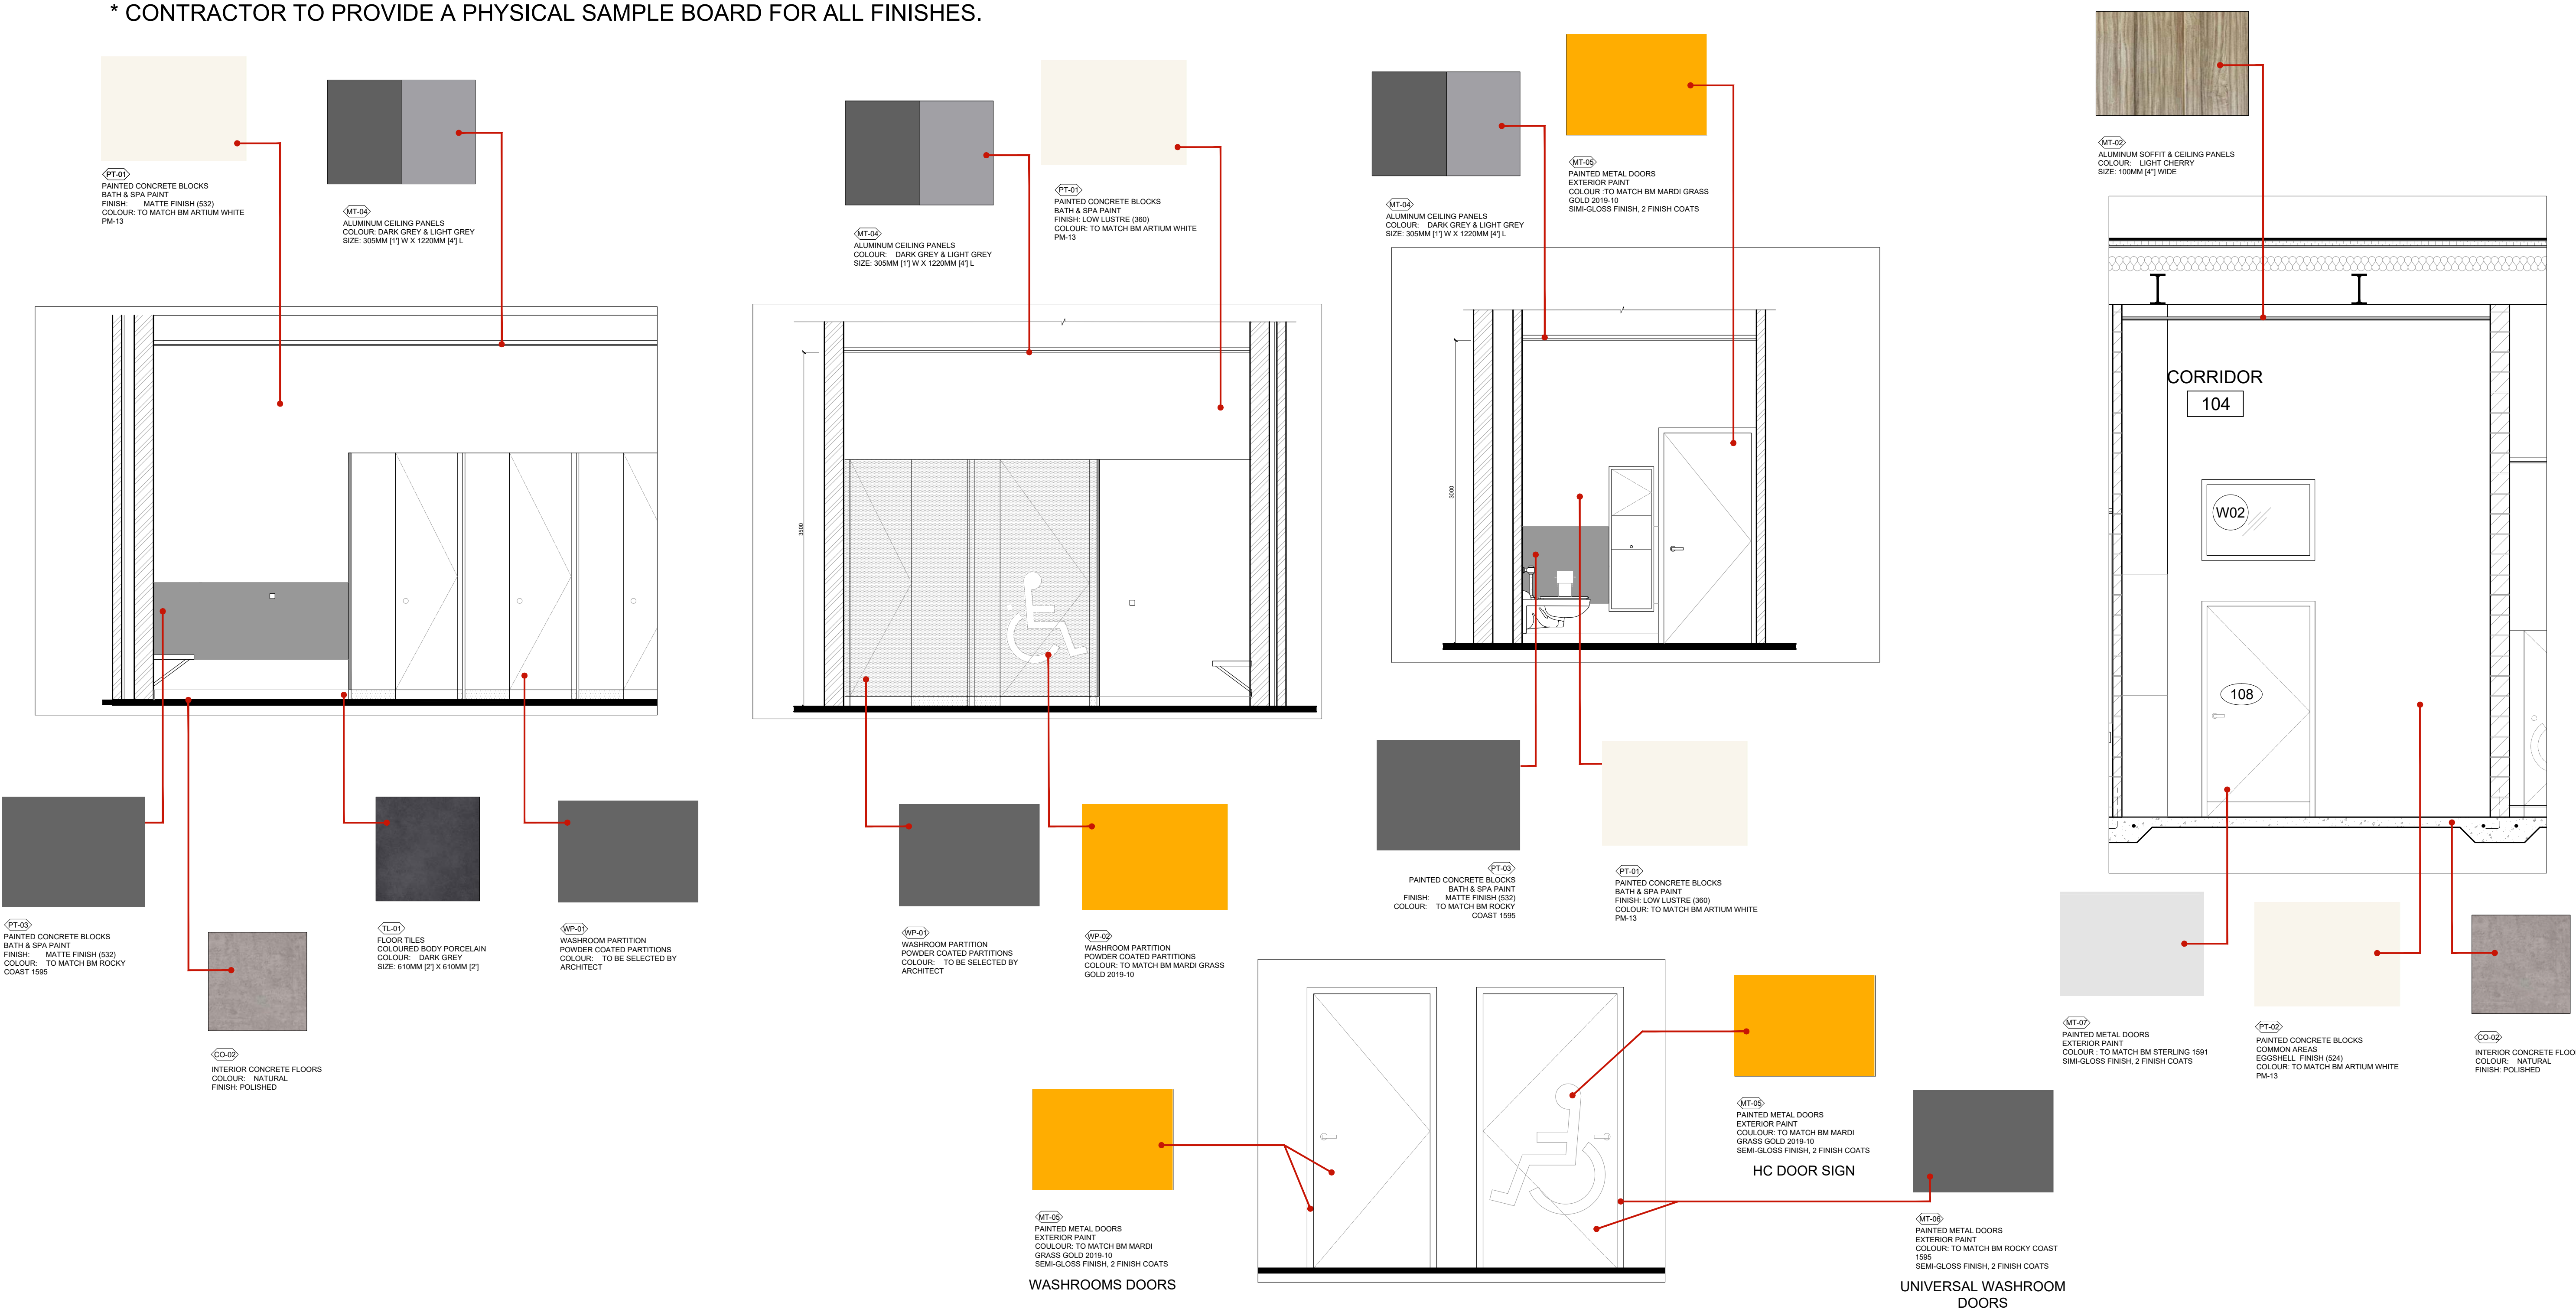 * CONTRACTOR TO PROVIDE A PHYSICAL SAMPLE BOARD FOR ALL FINISHES.
PT-01
PAINTED CONCRETE BLOCKS
BATH & SPA PAINT
FINISH: MATTE FINISH (532)
COLOUR: TO MATCH BM ARTIUM WHITE
PM-13
MT-04
ALUMINUM CEILING PANELS
COLOUR: DARK GREY & LIGHT GREY
SIZE: 305MM [1'] W X 1220MM [4'] L
MT-04
ALUMINUM CEILING PANELS
COLOUR: DARK GREY & LIGHT GREY
SIZE: 305MM [1'] W X 1220MM [4'] L
PT-01
PAINTED CONCRETE BLOCKS
BATH & SPA PAINT
FINISH: LOW LUSTRE (360)
COLOUR: TO MATCH BM ARTIUM WHITE
PM-13
MT-04
ALUMINUM CEILING PANELS
COLOUR: DARK GREY & LIGHT GREY
SIZE: 305MM [1'] W X 1220MM [4'] L
MT-05
PAINTED METAL DOORS
EXTERIOR PAINT
COLOUR :TO MATCH BM MARDI GRASS
GOLD 2019-10
SIMI-GLOSS FINISH, 2 FINISH COATS
MT-02
ALUMINUM SOFFIT & CEILING PANELS
COLOUR: LIGHT CHERRY
SIZE: 100MM [4"] WIDE
3500
3000
CORRIDOR
104
W02
108
PT-03
PAINTED CONCRETE BLOCKS
BATH & SPA PAINT
FINISH: MATTE FINISH (532)
COLOUR: TO MATCH BM ROCKY
COAST 1595
CO-02
INTERIOR CONCRETE FLOORS
COLOUR: NATURAL
FINISH: POLISHED
TL-01
FLOOR TILES
COLOURED BODY PORCELAIN
COLOUR: DARK GREY
SIZE: 610MM [2'] X 610MM [2']
WP-01
WASHROOM PARTITION
POWDER COATED PARTITIONS
COLOUR: TO BE SELECTED BY
ARCHITECT
WP-01
WASHROOM PARTITION
POWDER COATED PARTITIONS
COLOUR: TO BE SELECTED BY
ARCHITECT
WP-02
WASHROOM PARTITION
POWDER COATED PARTITIONS
COLOUR: TO MATCH BM MARDI GRASS
GOLD 2019-10
PT-03
PAINTED CONCRETE BLOCKS
BATH & SPA PAINT
FINISH: MATTE FINISH (532)
COLOUR: TO MATCH BM ROCKY
COAST 1595
PT-01
PAINTED CONCRETE BLOCKS
BATH & SPA PAINT
FINISH: LOW LUSTRE (360)
COLOUR: TO MATCH BM ARTIUM WHITE
PM-13
MT-07
PAINTED METAL DOORS
EXTERIOR PAINT
COLOUR : TO MATCH BM STERLING 1591
SIMI-GLOSS FINISH, 2 FINISH COATS
PT-02
PAINTED CONCRETE BLOCKS
COMMON AREAS
EGGSHELL FINISH (524)
COLOUR: TO MATCH BM ARTIUM WHITE
PM-13
CO-02
INTERIOR CONCRETE FLOO
COLOUR: NATURAL
FINISH: POLISHED
MT-05
PAINTED METAL DOORS
EXTERIOR PAINT
COULOUR: TO MATCH BM MARDI
GRASS GOLD 2019-10
SEMI-GLOSS FINISH, 2 FINISH COATS
WASHROOMS DOORS
MT-05
PAINTED METAL DOORS
EXTERIOR PAINT
COULOUR: TO MATCH BM MARDI
GRASS GOLD 2019-10
SEMI-GLOSS FINISH, 2 FINISH COATS
HC DOOR SIGN
MT-06
PAINTED METAL DOORS
EXTERIOR PAINT
COLOUR: TO MATCH BM ROCKY COAST
1595
SEMI-GLOSS FINISH, 2 FINISH COATS
UNIVERSAL WASHROOM
DOORS